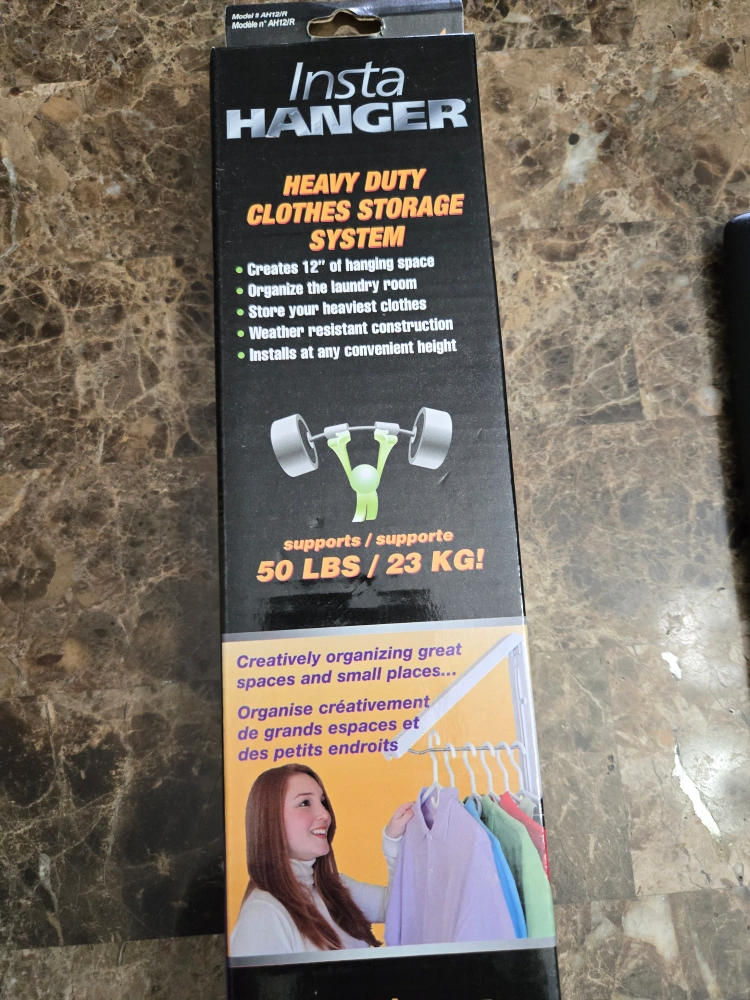 Model # AH12/R
Modèle n° AH12/R
Insta
HANGER®
HEAVY DUTY
CLOTHES STORAGE
SYSTEM
• Creates 12" of hanging space
• Organize the laundry room
• Store your heaviest clothes
• Weather resistant construction
• Installs at any convenient height
supports / supporte
50 LBS / 23 KG!
Creatively organizing great
spaces and small places...
Organise créativement
de grands espaces et
des petits endroits